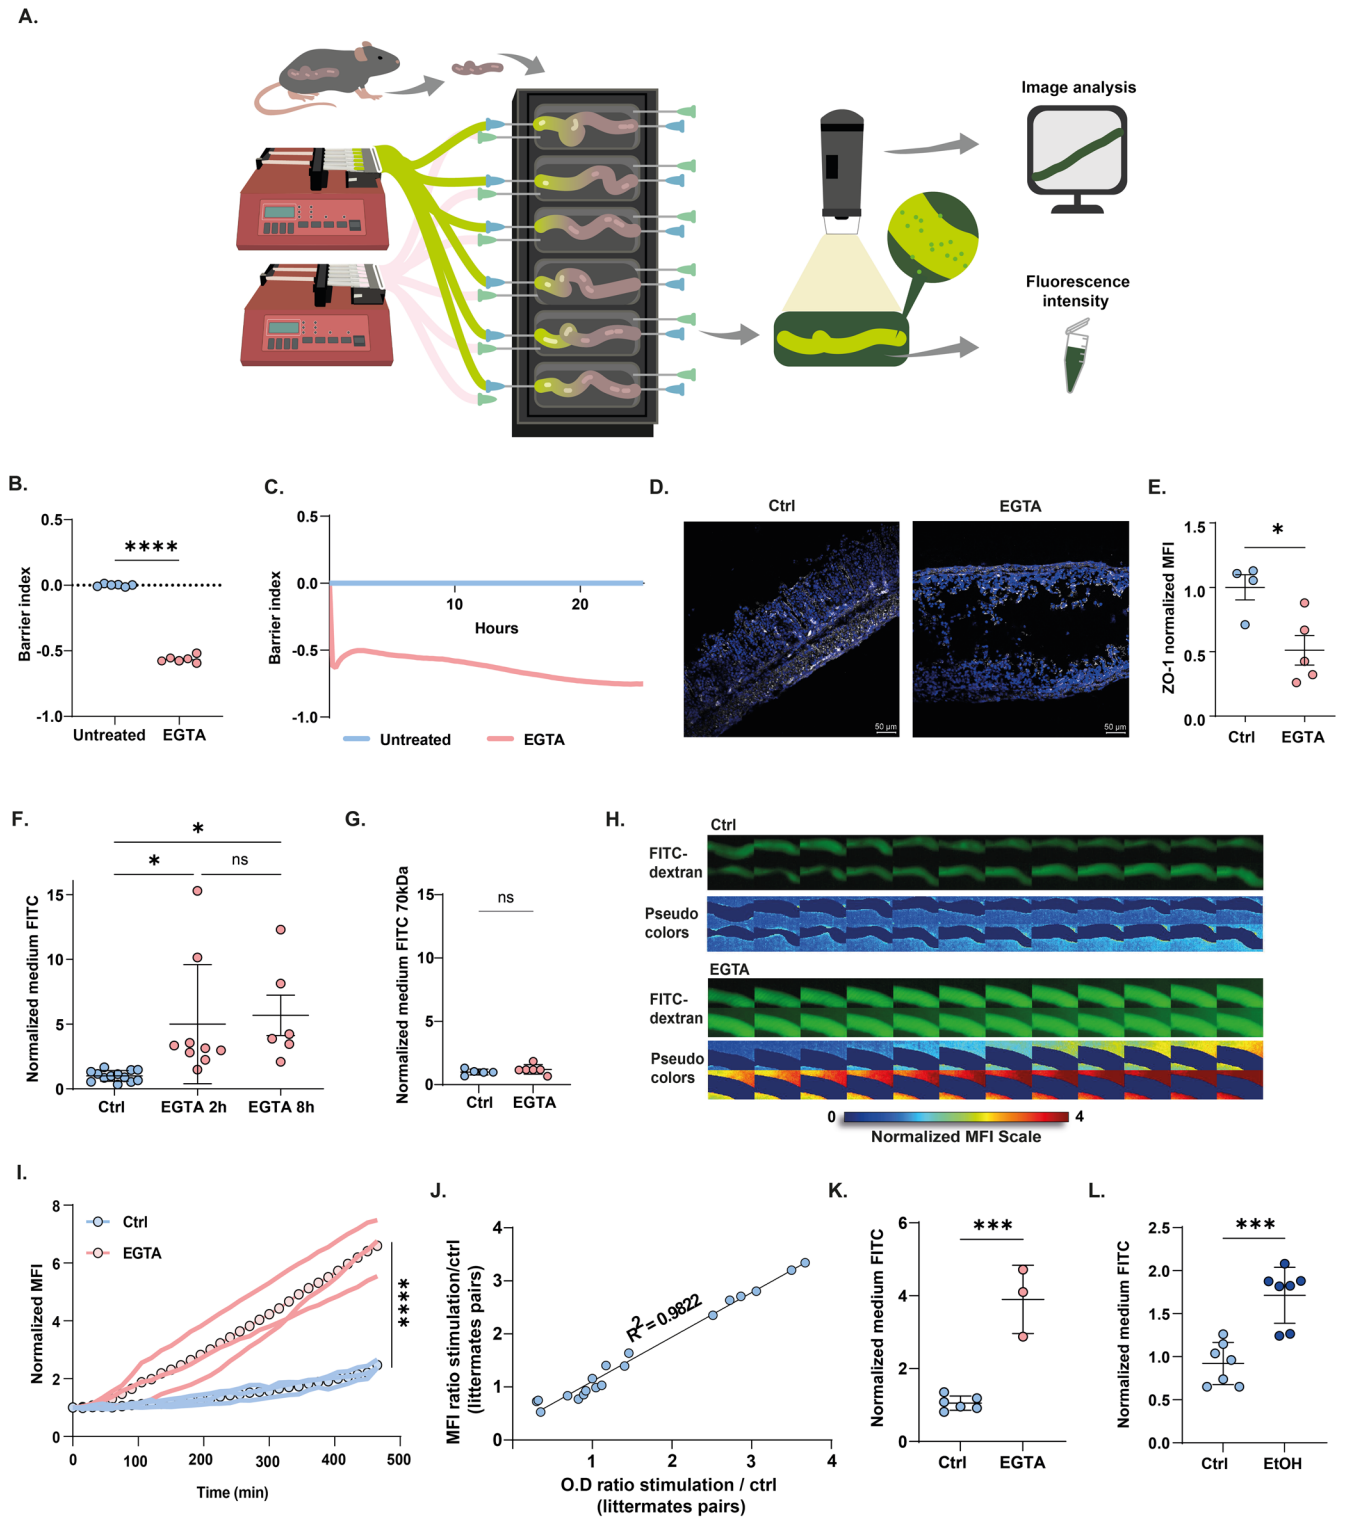 A.
Image analysis
Fluorescence
intensity
B.
0.5
0.0
-0.5
-1.0
Barrier index
****
Untreated
EGTA
C.
0.5
0.0
-0.5
-1.0
Barrier index
10
20
Hours
Untreated
EGTA
D.
Ctrl
EGTA
50 µm
50 µm
E.
1.5
1.0
0.5
0.0
ZO-1 normalized MFI
*
Ctrl
EGTA
F.
*
*
ns
15
10
5
0
Normalized medium FITC
Ctrl
EGTA 2h
EGTA 8h
G.
15
10
5
0
Normalized medium FITC 70kDa
ns
Ctrl
EGTA
H.
Ctrl
FITC-
dextran
Pseudo
colors
EGTA
FITC-
dextran
Pseudo
colors
0
4
Normalized MFI Scale
I.
8
6
4
2
0
Normalized MFI
Ctrl
EGTA
****
0
100
200
300
400
500
Time (min)
J.
4
3
2
1
0
MFI ratio stimulation/ctrl
(littermates pairs)
R2 = 0.9822
1
2
3
4
O.D ratio stimulation / ctrl
(littermates pairs)
K.
6
4
2
0
Normalized medium FITC
***
Ctrl
EGTA
L.
2.5
2.0
1.5
1.0
0.5
0.0
Normalized medium FITC
***
Ctrl
EtOH